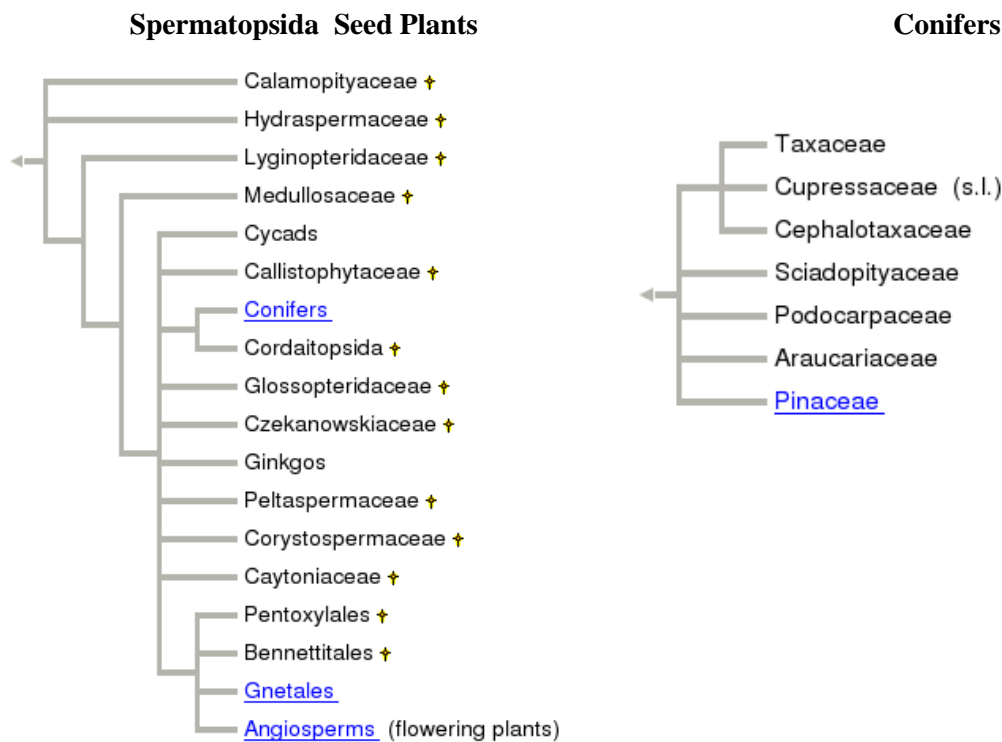 Spermatopsida Seed Plants
Calamopityaceae †
Hydraspermaceae †
Lyginopteridaceae †
Medullosaceae †
Cycads
Callistophytaceae †
Conifers
Cordaitopsida †
Glossopteridaceae †
Czekanowskiaceae †
Ginkgos
Peltaspermaceae †
Corystospermaceae †
Caytoniaceae †
Pentoxylales †
Bennettitales †
Gnetales
Angiosperms (flowering plants)
Conifers
Taxaceae
Cupressaceae (s.l.)
Cephalotaxaceae
Sciadopityaceae
Podocarpaceae
Araucariaceae
Pinaceae